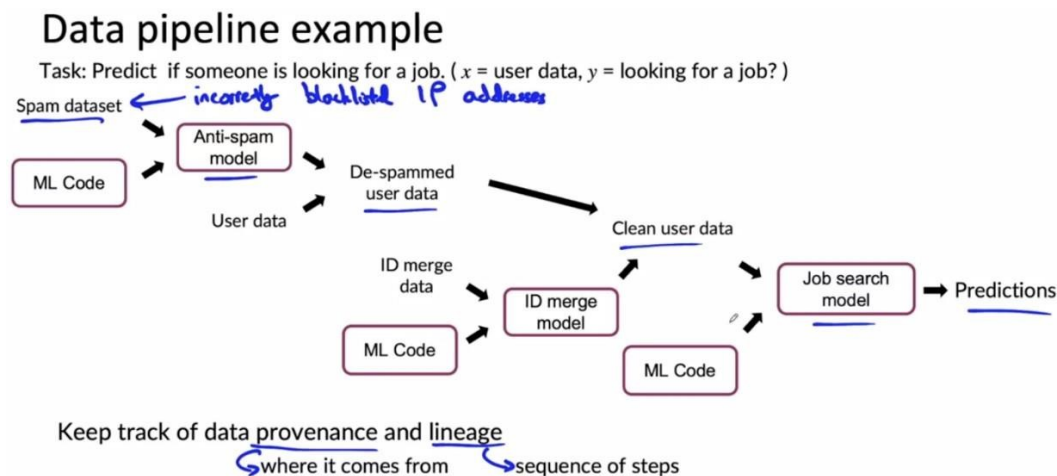 Data pipeline example
Task: Predict if someone is looking for a job. ( x = user data, y = looking for a job? )
Spam dataset
incorrectly blacklisted IP addresses
Anti-spam
model
ML Code
De-spammed
user data
User data
Clean user data
ID merge
data
ID merge
model
ML Code
Job search
model
Predictions
ML Code
Keep track of data provenance and lineage
where it comes from
sequence of steps